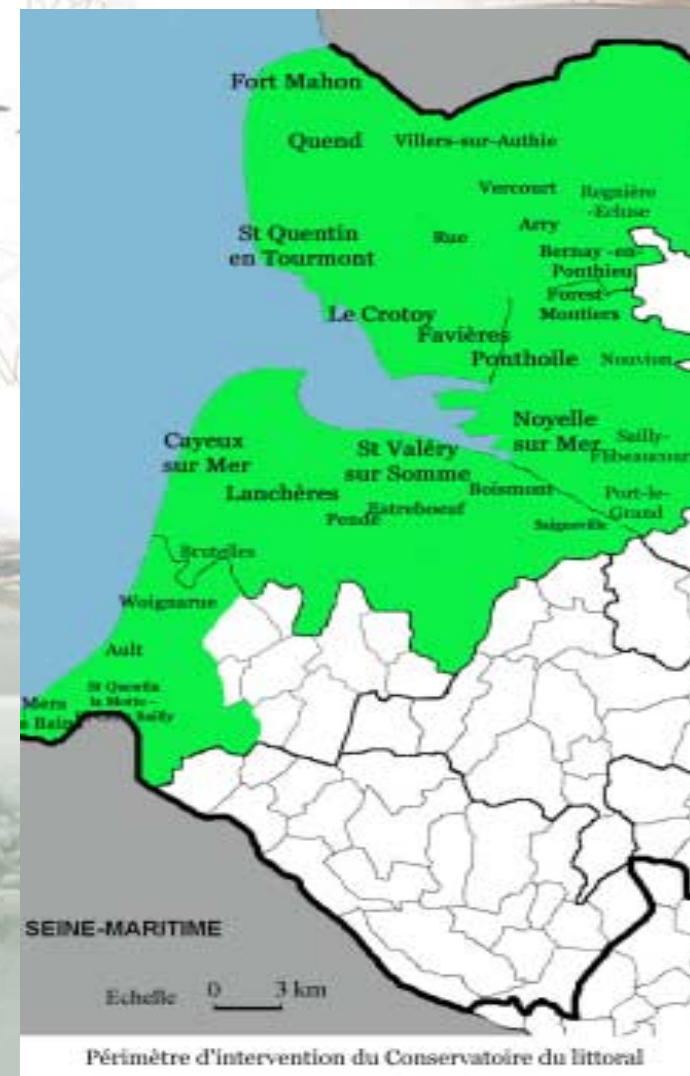 Fort Mahon
Quend
Villers-sur-Authie
Vercourt
Regnière
-Ecluse
Arry
Rue
St Quentin
en Tourmont
Bernay -en-
Ponthieu
Forest-
Montiers
Le Crotoy
Favières
Ponthoile
Nouvion
Noyelle
sur Mer
Sailly-
Cayeux
sur Mer
St Valéry
sur Somme
Lanchères
Boismont
Port-le-
Grand
Pendé
Estreboeuf
Saigneville
Brutelles
Woignarue
Ault
St Quentin
la Motte -
Sailly
Mers
Bain
SEINE-MARITIME
Echelle
0 3 km
Périmètre d'intervention du Conservatoire du littoral